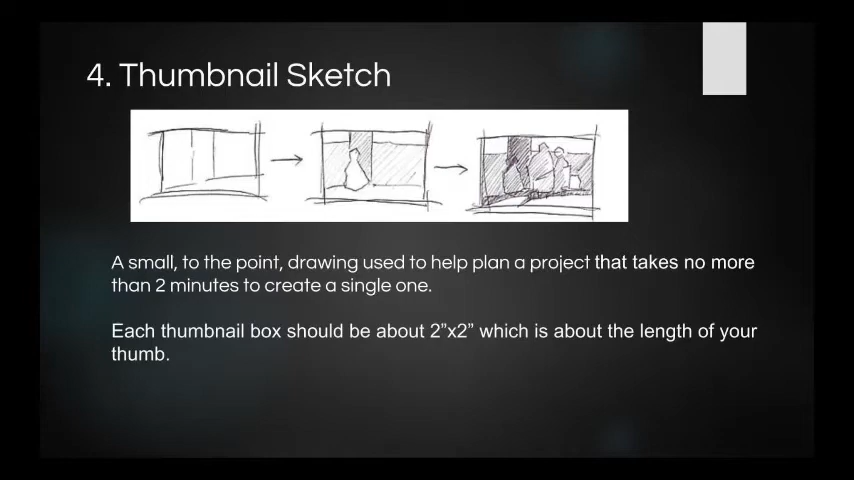 4. Thumbnail Sketch
A small, to the point, drawing used to help plan a project that takes no more
than 2 minutes to create a single one.
Each thumbnail box should be about 2”x2” which is about the length of your
thumb.